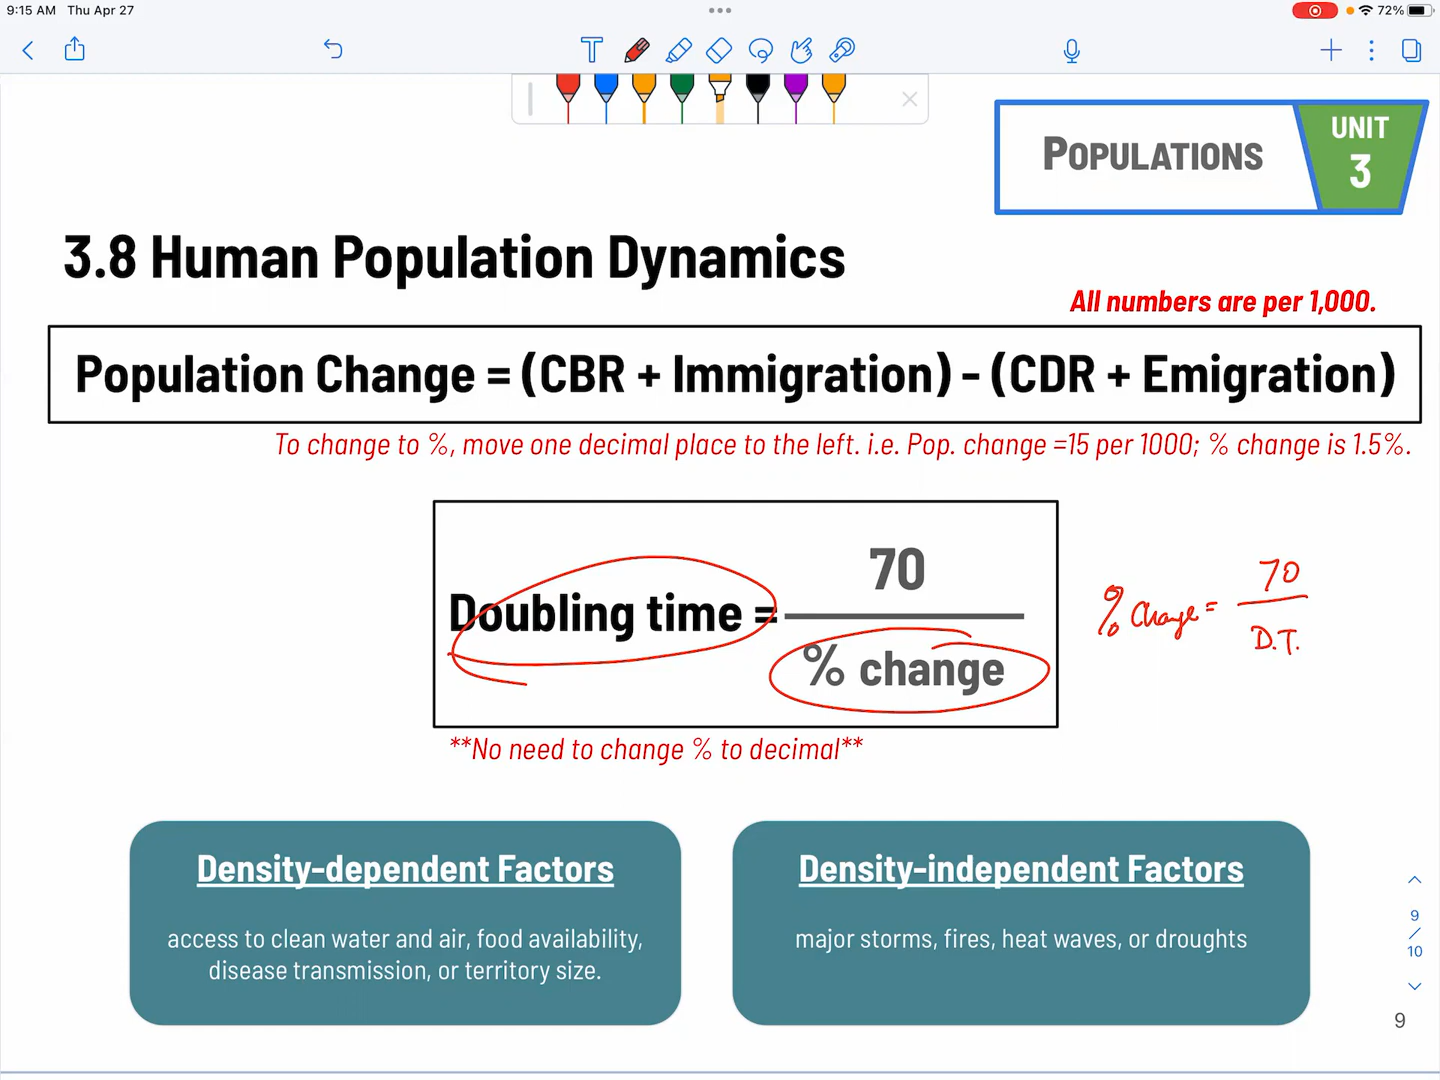 9:15 AM Thu Apr 27
72%
POPULATIONS
UNIT
3
3.8 Human Population Dynamics
All numbers are per 1,000.
Population Change = (CBR + Immigration) - (CDR + Emigration)
To change to %, move one decimal place to the left. i.e. Pop. change =15 per 1000; % change is 1.5%.
Doubling time = 70
% change
% Change = 70
D.T.
**No need to change % to decimal**
Density-dependent Factors
access to clean water and air, food availability,
disease transmission, or territory size.
Density-independent Factors
major storms, fires, heat waves, or droughts
9
/
10
9